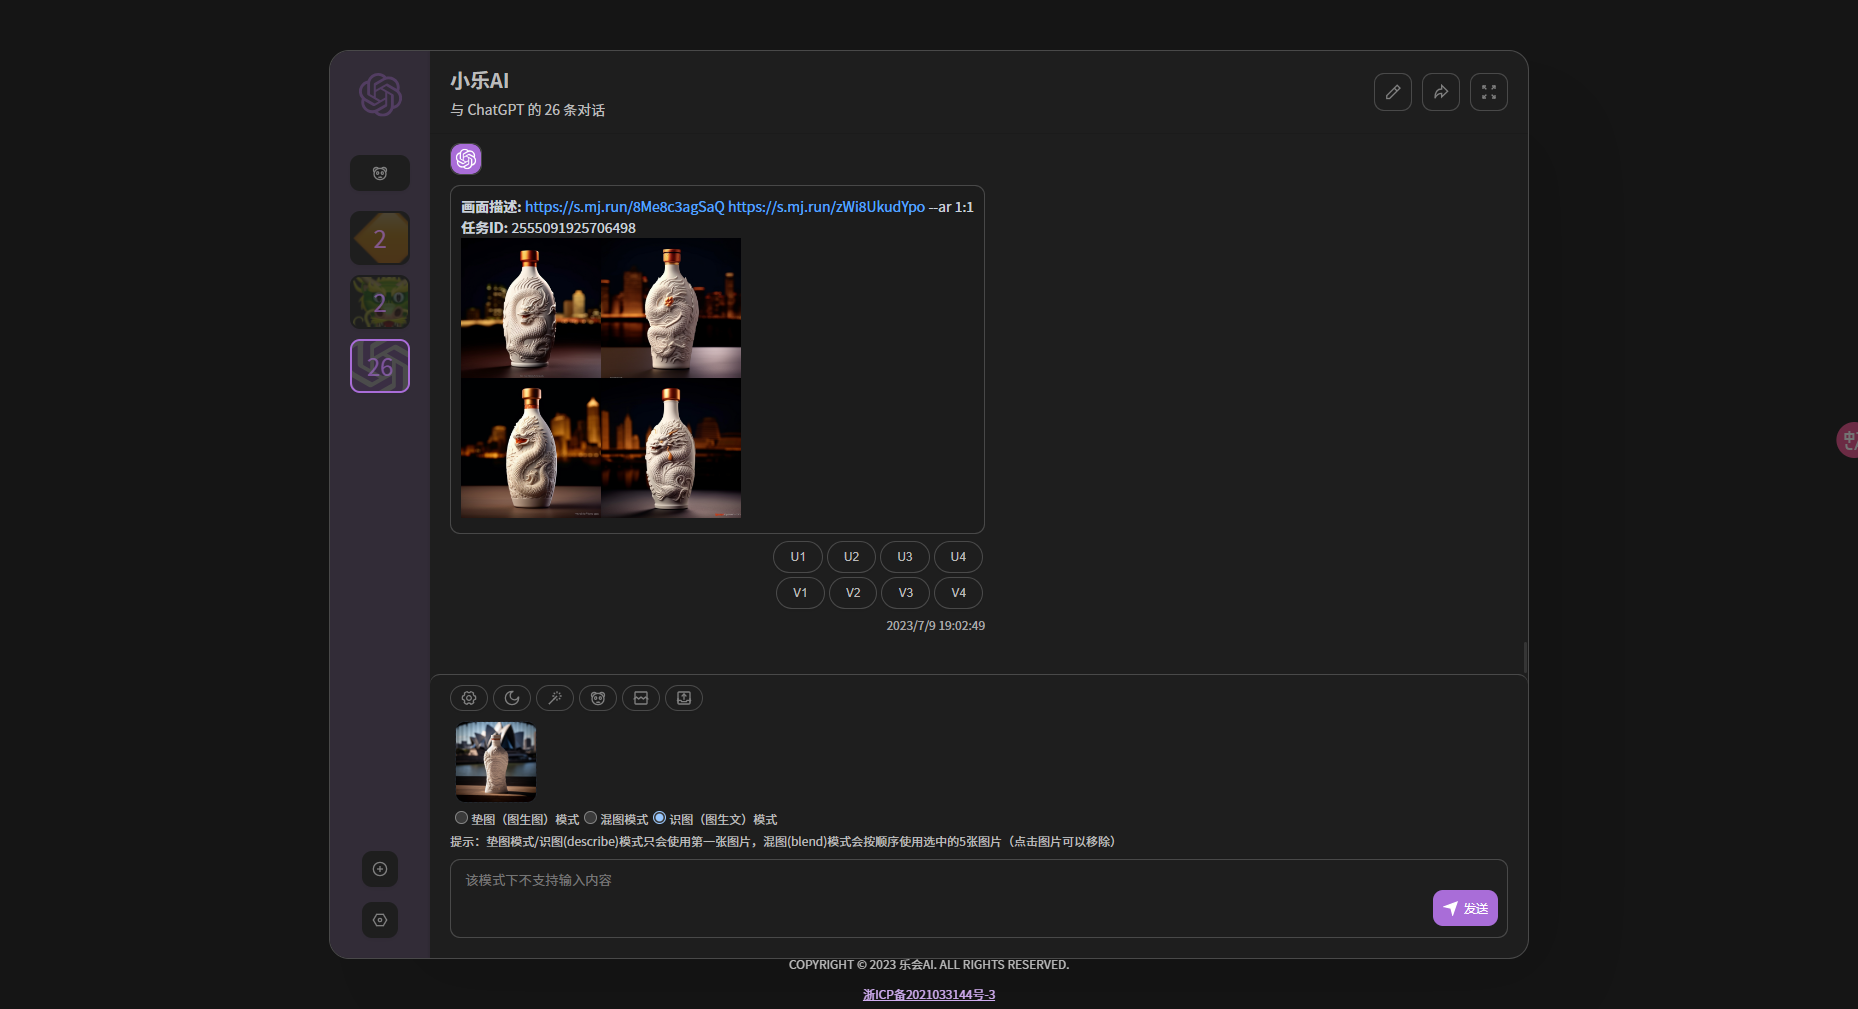 小乐AI
与 ChatGPT 的 26 条对话
2
2
26
画面描述: https://s.mj.run/8Me8c3agSaQ https://s.mj.run/zWi8UkudYpo --ar 1:1
任务ID: 2555091925706498
U1 U2 U3 U4
V1 V2 V3 V4
2023/7/9 19:02:49
垫图（图生图）模式 混图模式 识图（图生文）模式
提示：垫图模式/识图(describe)模式只会使用第一张图片，混图(blend)模式会按顺序使用选中的5张图片（点击图片可以移除）
该模式下不支持输入内容
发送
COPYRIGHT © 2023 乐会AI. ALL RIGHTS RESERVED.
浙ICP备2021033144号-3